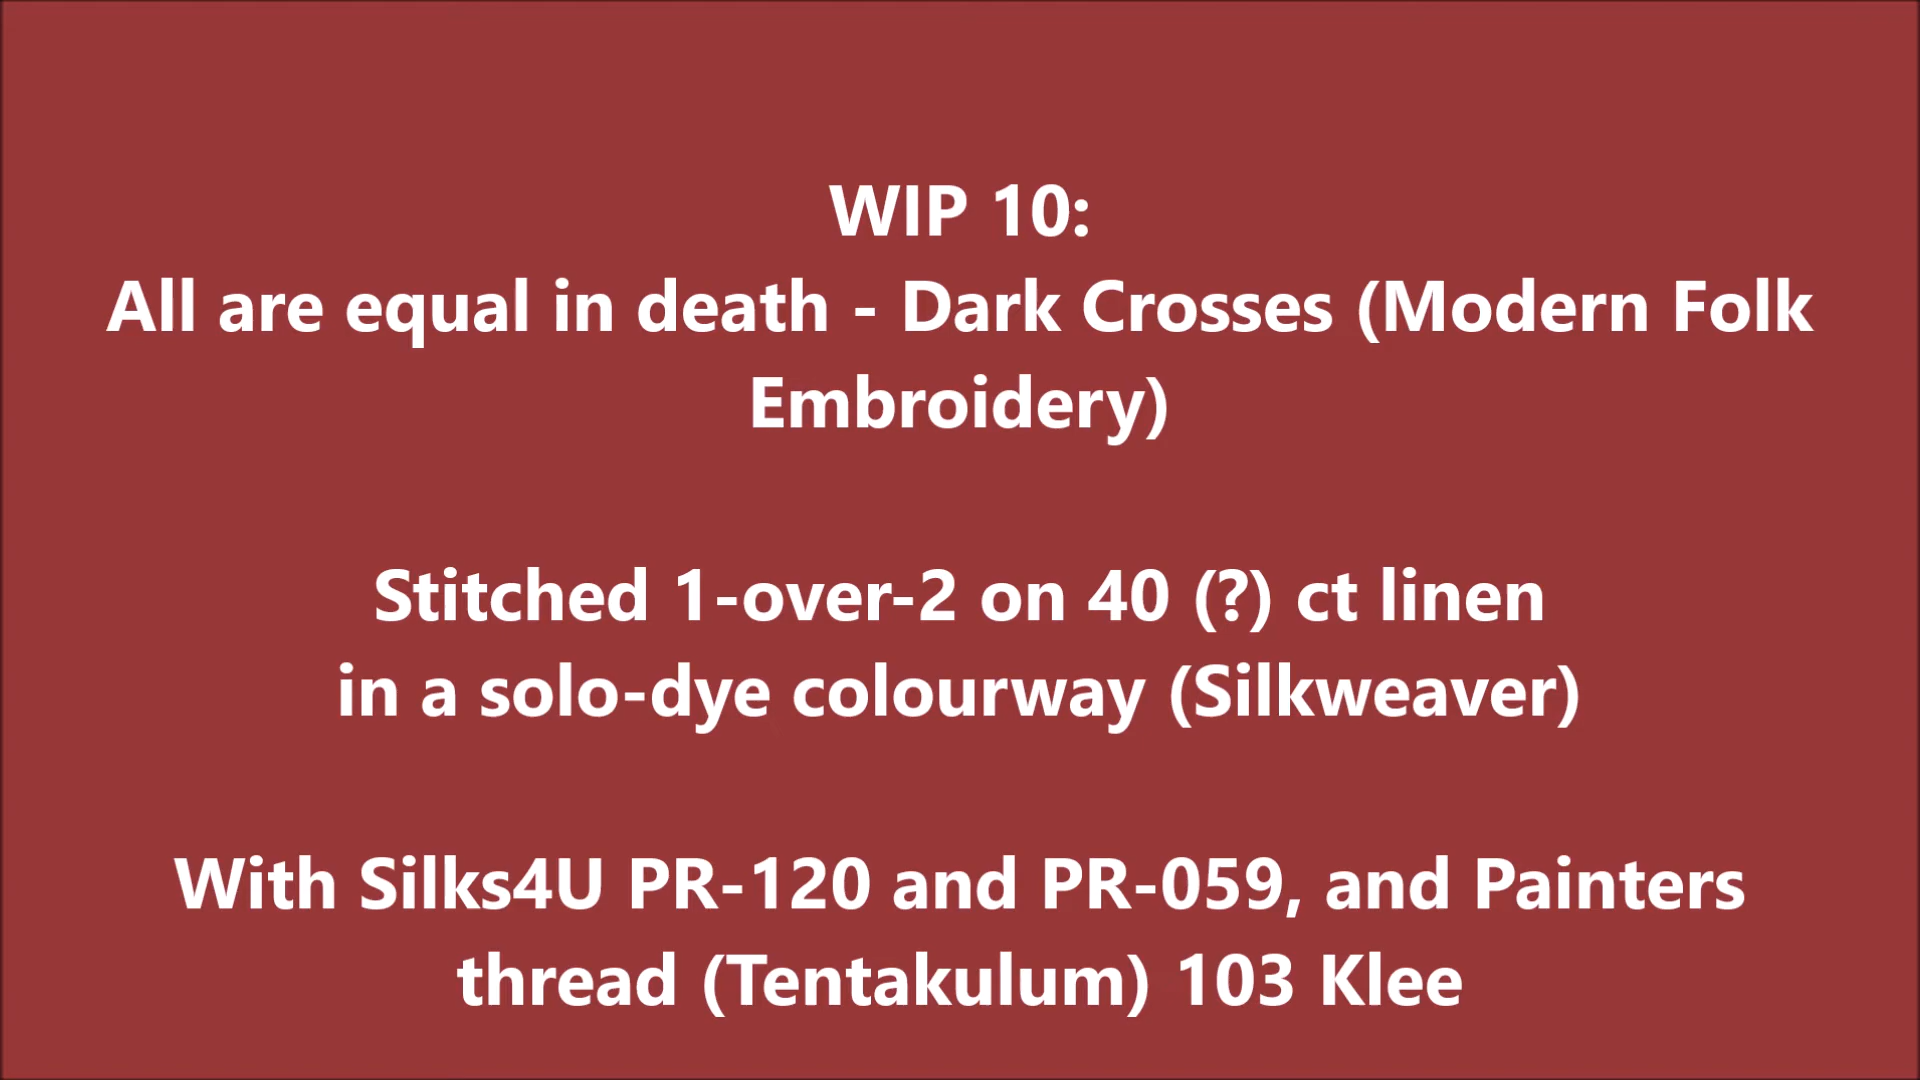 WIP 10:
All are equal in death - Dark Crosses (Modern Folk
Embroidery)
Stitched 1-over-2 on 40 (?) ct linen
in a solo-dye colourway (Silkweaver)
With Silks4U PR-120 and PR-059, and Painters
thread (Tentakulum) 103 Klee